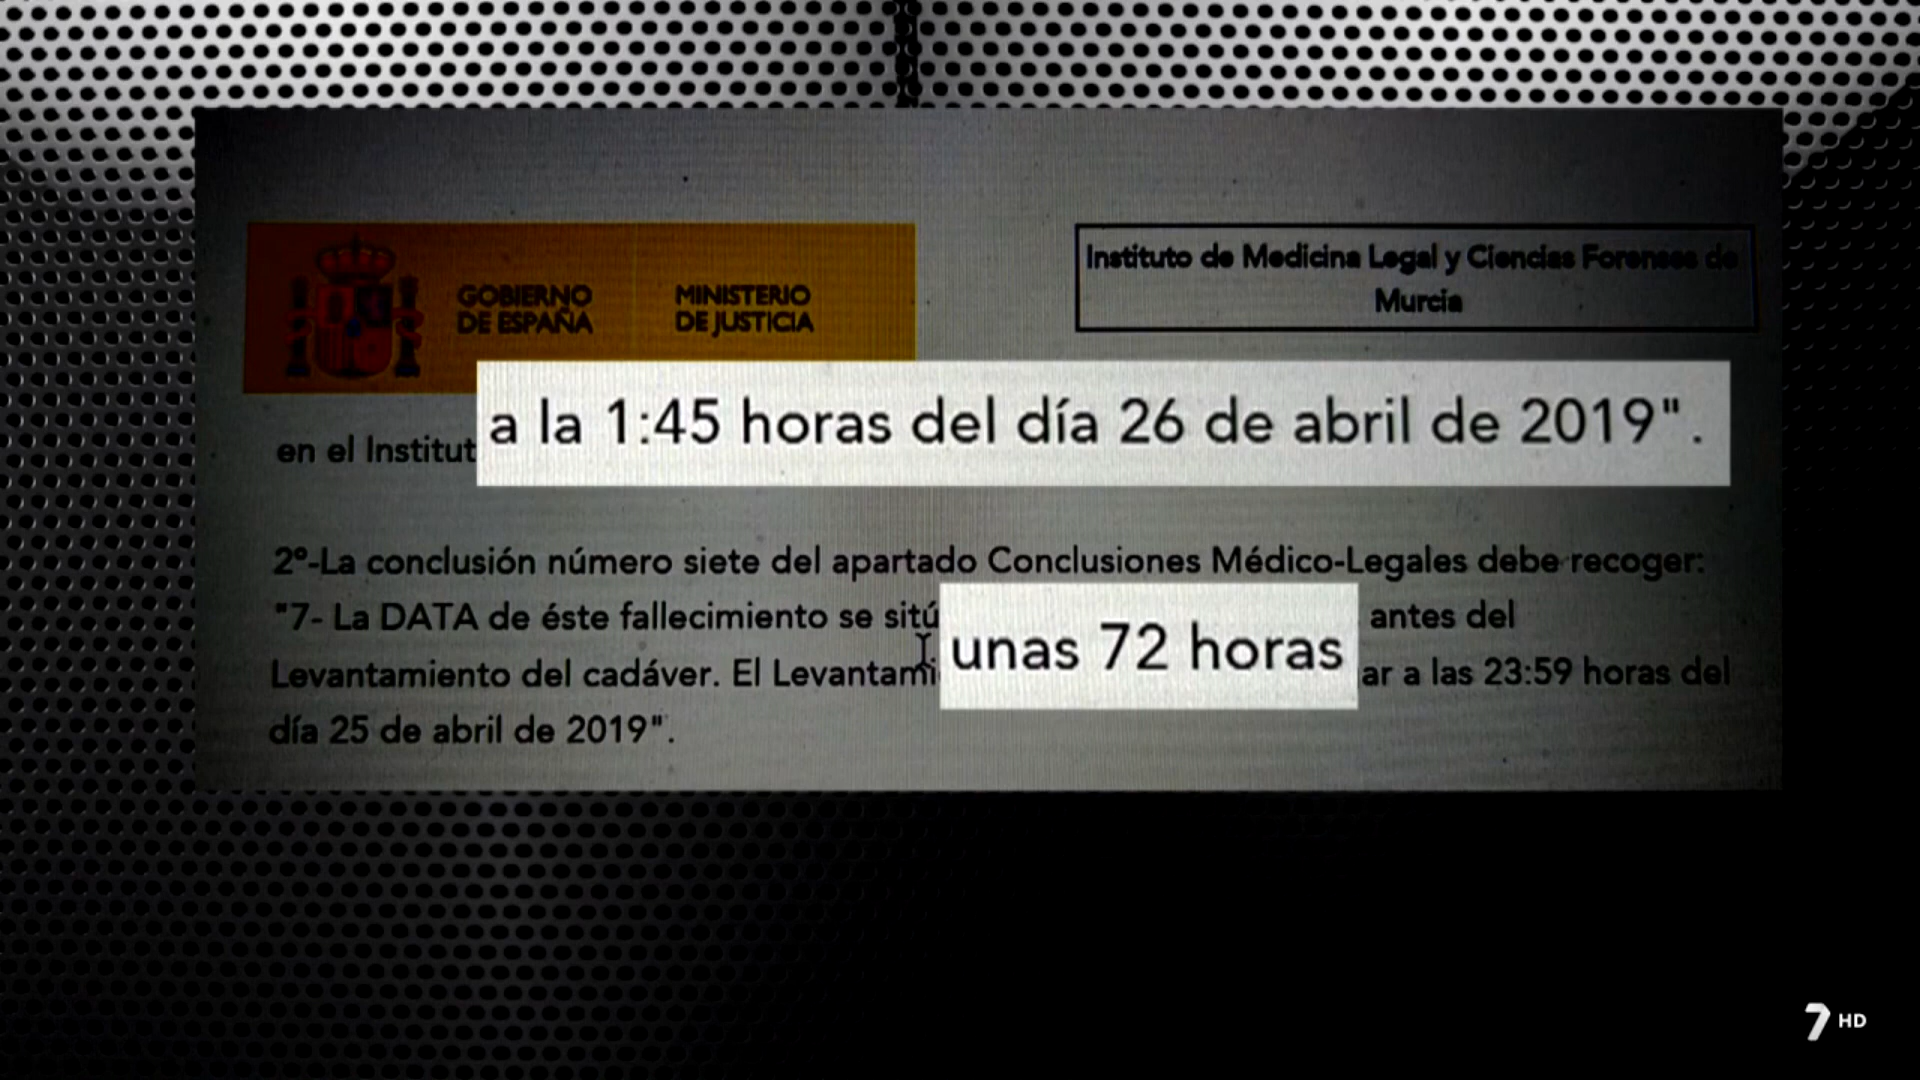 GOBIERNO
DE ESPAÑA
MINISTERIO
DE JUSTICIA
Instituto de Medicina Legal y Ciencias Forenses de
Murcia
en el Institut
a la 1:45 horas del día 26 de abril de 2019".
2º-La conclusión número siete del apartado Conclusiones Médico-Legales debe recoger:
"7- La DATA de éste fallecimiento se sitú unas 72 horas antes del
Levantamiento del cadáver. El Levantami ar a las 23:59 horas del
día 25 de abril de 2019".
7 HD